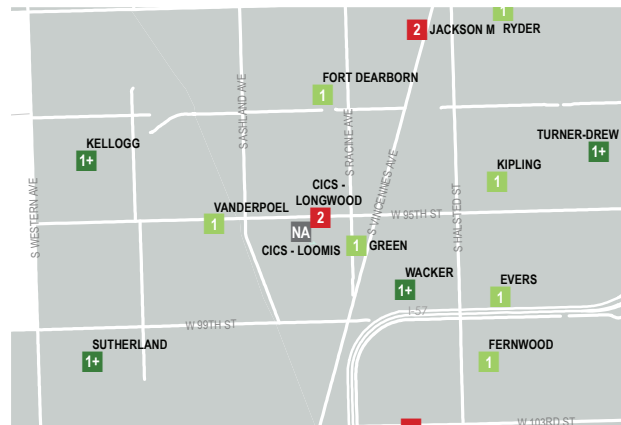 2 JACKSON M RYDER
FORT DEARBORN
1
S ASHLAND AVE
S RACINE AVE
S VINCENNES AVE
KELLOGG
1+
TURNER-DREW
1+
KIPLING
1
S WESTERN AVE
S HALSTED ST
CICS -
LONGWOOD
2
VANDERPOEL
1
W 95TH ST
NA
CICS - LOOMIS
1 GREEN
WACKER
1+
EVERS
1
I-57
W 99TH ST
SUTHERLAND
1+
FERNWOOD
1
W 103RD ST